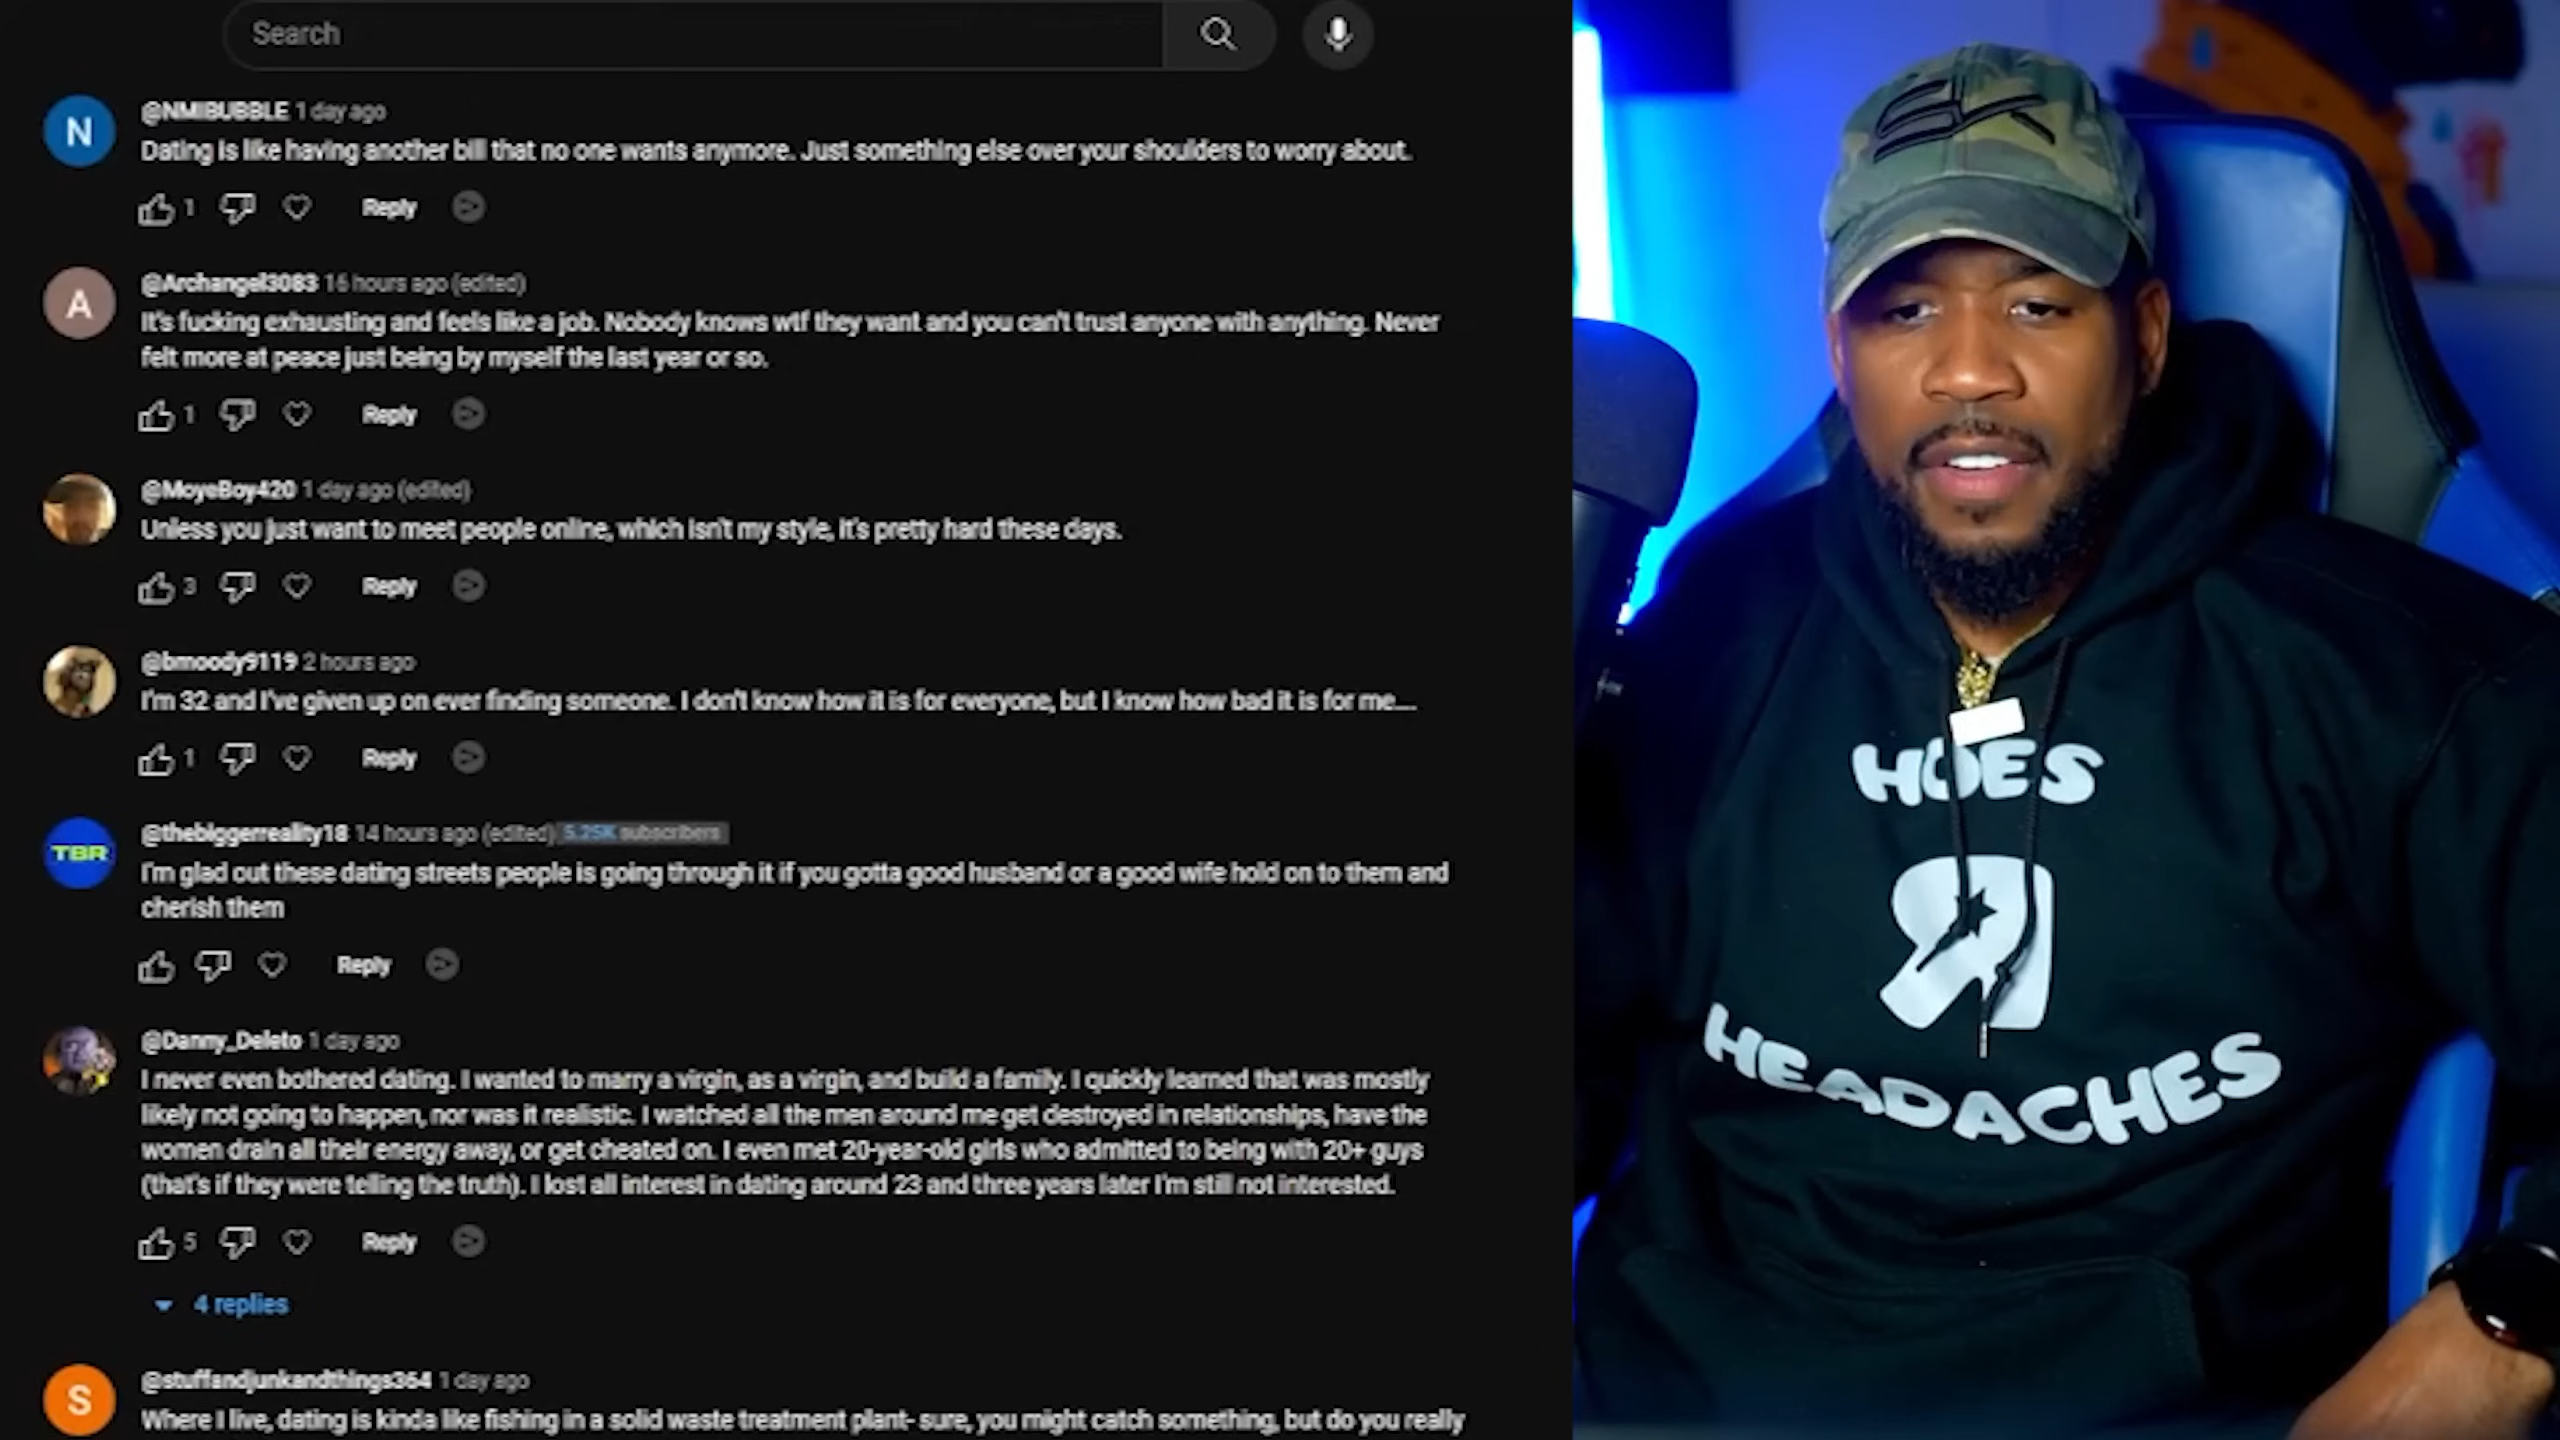 Search
N
@NMIBUBBLE 1 day ago
Dating is like having another bill that no one wants anymore. Just something else over your shoulders to worry about.
1 Reply
A
@Archangel3083 16 hours ago (edited)
It's fucking exhausting and feels like a job. Nobody knows wtf they want and you can't trust anyone with anything. Never
felt more at peace just being by myself the last year or so.
1 Reply
@MoyeBoy420 1 day ago (edited)
Unless you just want to meet people online, which isn't my style, it's pretty hard these days.
3 Reply
@bmoody9119 2 hours ago
I'm 32 and I've given up on ever finding someone. I don't know how it is for everyone, but I know how bad it is for me....
1 Reply
TBR
@thebiggerreality18 14 hours ago (edited) 5.25K subscribers
I'm glad out these dating streets people is going through it if you gotta good husband or a good wife hold on to them and
cherish them
Reply
@Danny_Deleto 1 day ago
I never even bothered dating. I wanted to marry a virgin, as a virgin, and build a family. I quickly learned that was mostly
likely not going to happen, nor was it realistic. I watched all the men around me get destroyed in relationships, have the
women drain all their energy away, or get cheated on. I even met 20-year-old girls who admitted to being with 20+ guys
(that's if they were telling the truth). I lost all interest in dating around 23 and three years later I'm still not interested.
5 Reply
4 replies
S
@stuffandjunkandthings364 1 day ago
Where I live, dating is kinda like fishing in a solid waste treatment plant- sure, you might catch something, but do you really
HOES
HEADACHES